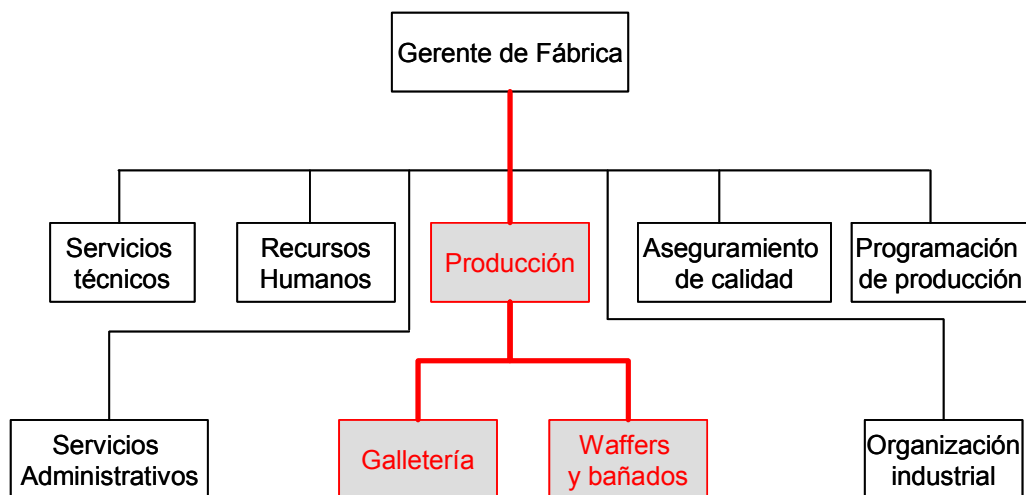 Gerente de Fábrica
Servicios
técnicos
Recursos
Humanos
Producción
Aseguramiento
de calidad
Programación
de producción
Servicios
Administrativos
Galletería
Waffers
y bañados
Organización
industrial